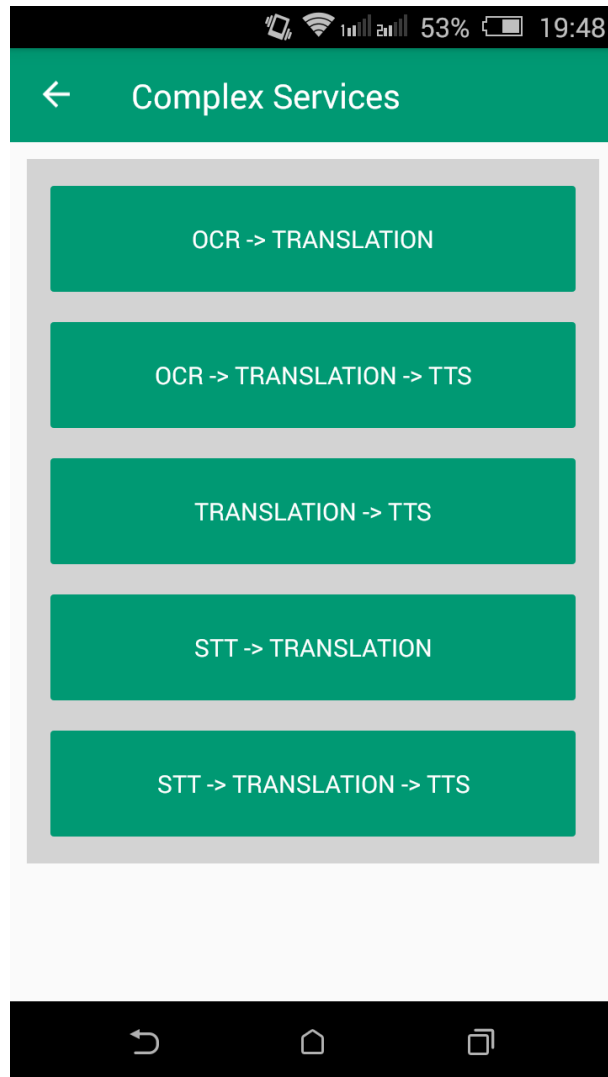 53% 19:48
Complex Services
OCR -> TRANSLATION
OCR -> TRANSLATION -> TTS
TRANSLATION -> TTS
STT -> TRANSLATION
STT -> TRANSLATION -> TTS